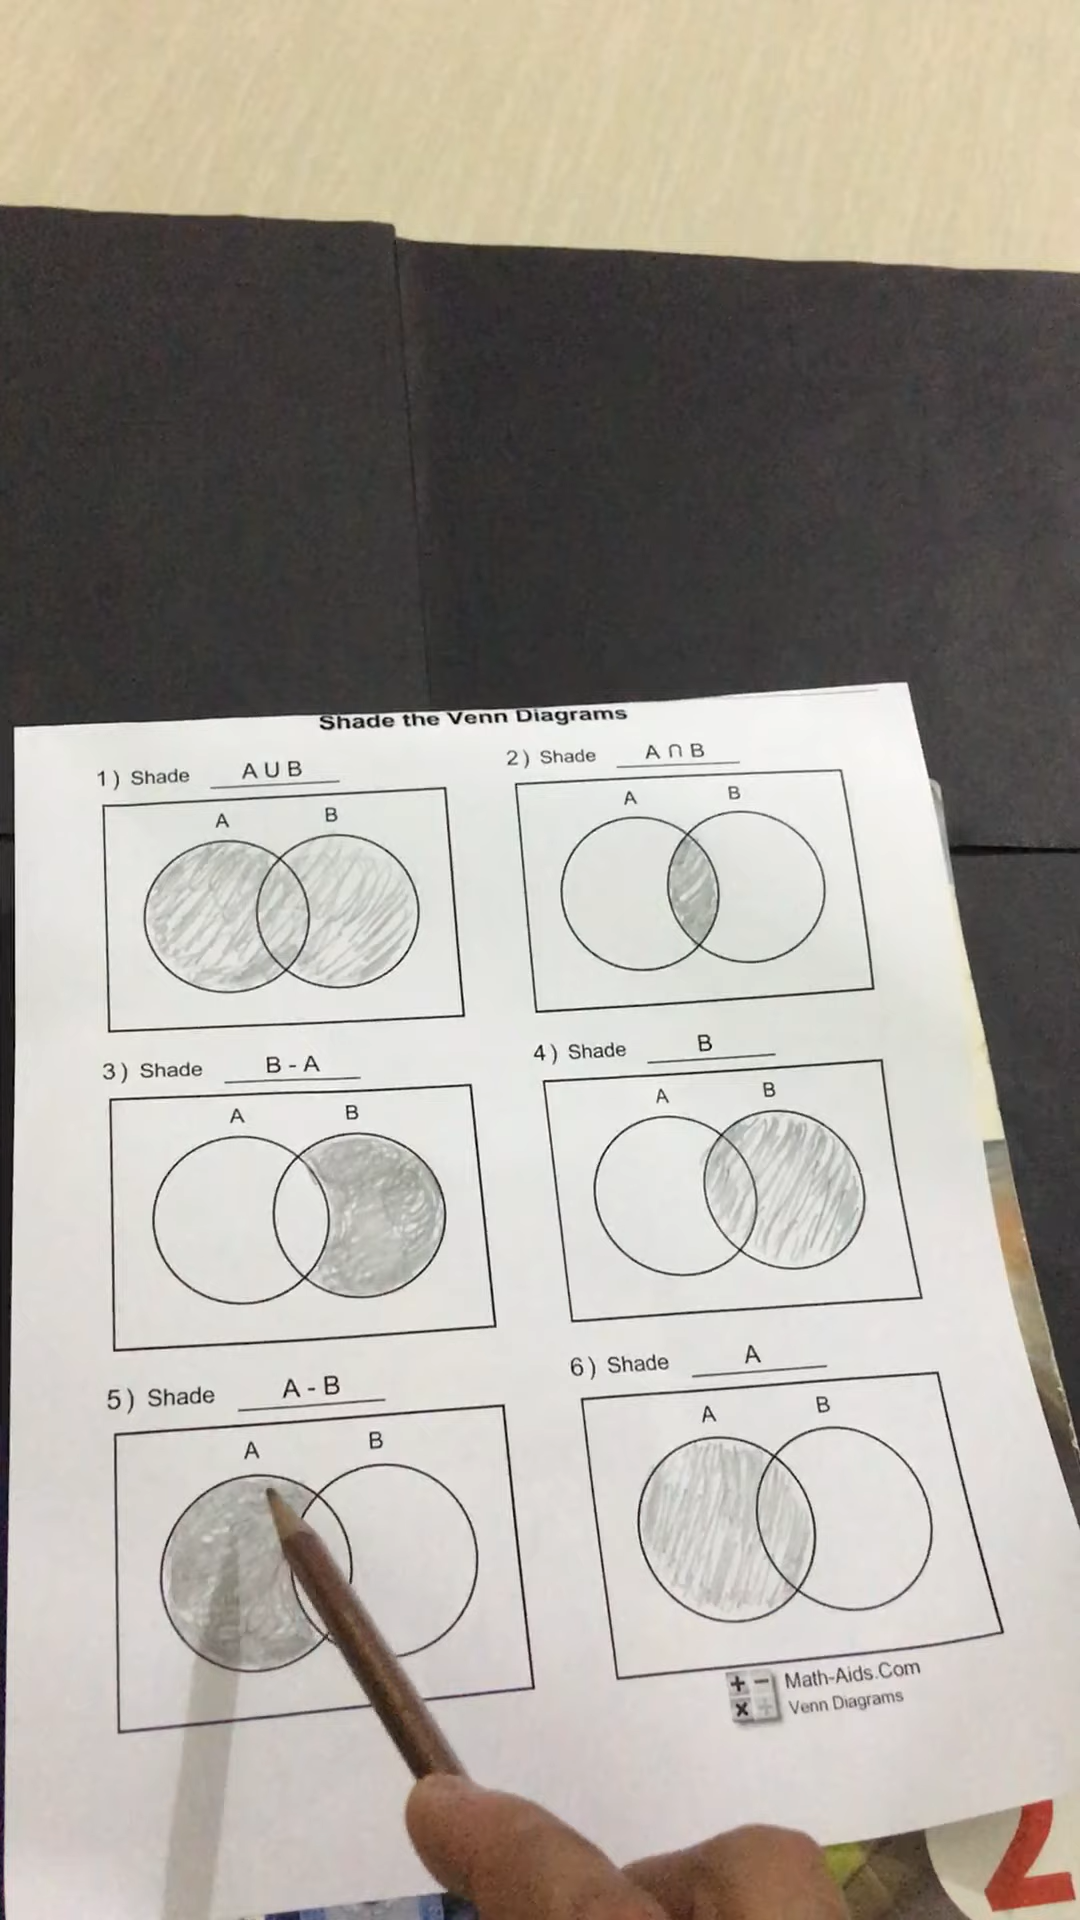 Shade the Venn Diagrams
1) Shade A U B
A B
2) Shade A ∩ B
A B
3) Shade B - A
A B
4) Shade B
A B
5) Shade A - B
A B
6) Shade A
A B
Math-Aids.Com
Venn Diagrams
2